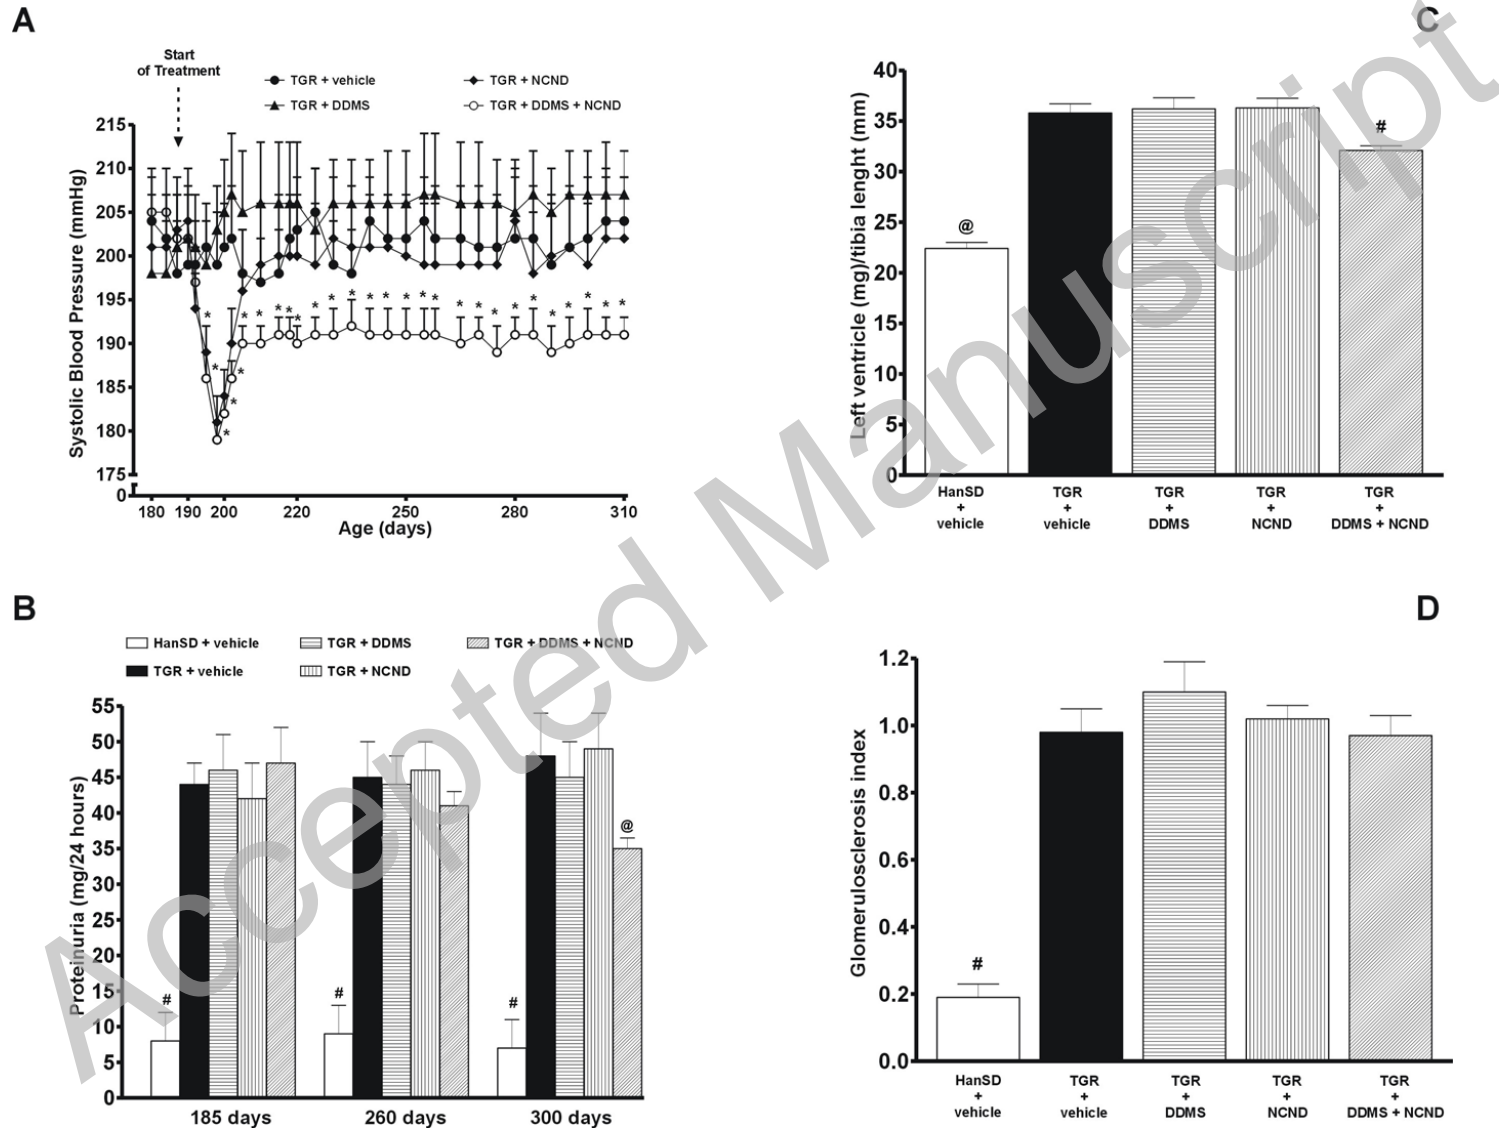 A
Start
of Treatment
TGR + vehicle
TGR + NCND
TGR + DDMS
TGR + DDMS + NCND
215
210
205
200
195
190
185
180
175
0
Systolic Blood Pressure (mmHg)
* * * * * * * * * * * * * * * * * * * * * * * * * * *
180 190 200 220 250 280 310
Age (days)
B
HanSD + vehicle
TGR + DDMS
TGR + DDMS + NCND
TGR + vehicle
TGR + NCND
55
50
45
40
35
30
25
20
15
10
5
0
Proteinuria (mg/24 hours)
# # # @
185 days 260 days 300 days
C
40
35
30
25
20
15
10
5
0
Left ventricle (mg)/tibia lenght (mm)
@ #
HanSD TGR TGR TGR TGR
+ + + + +
vehicle vehicle DDMS NCND DDMS + NCND
D
1.2
1.0
0.8
0.6
0.4
0.2
0.0
Glomerulosclerosis index
#
HanSD TGR TGR TGR TGR
+ + + + +
vehicle vehicle DDMS NCND DDMS + NCND
Accepted Manuscript